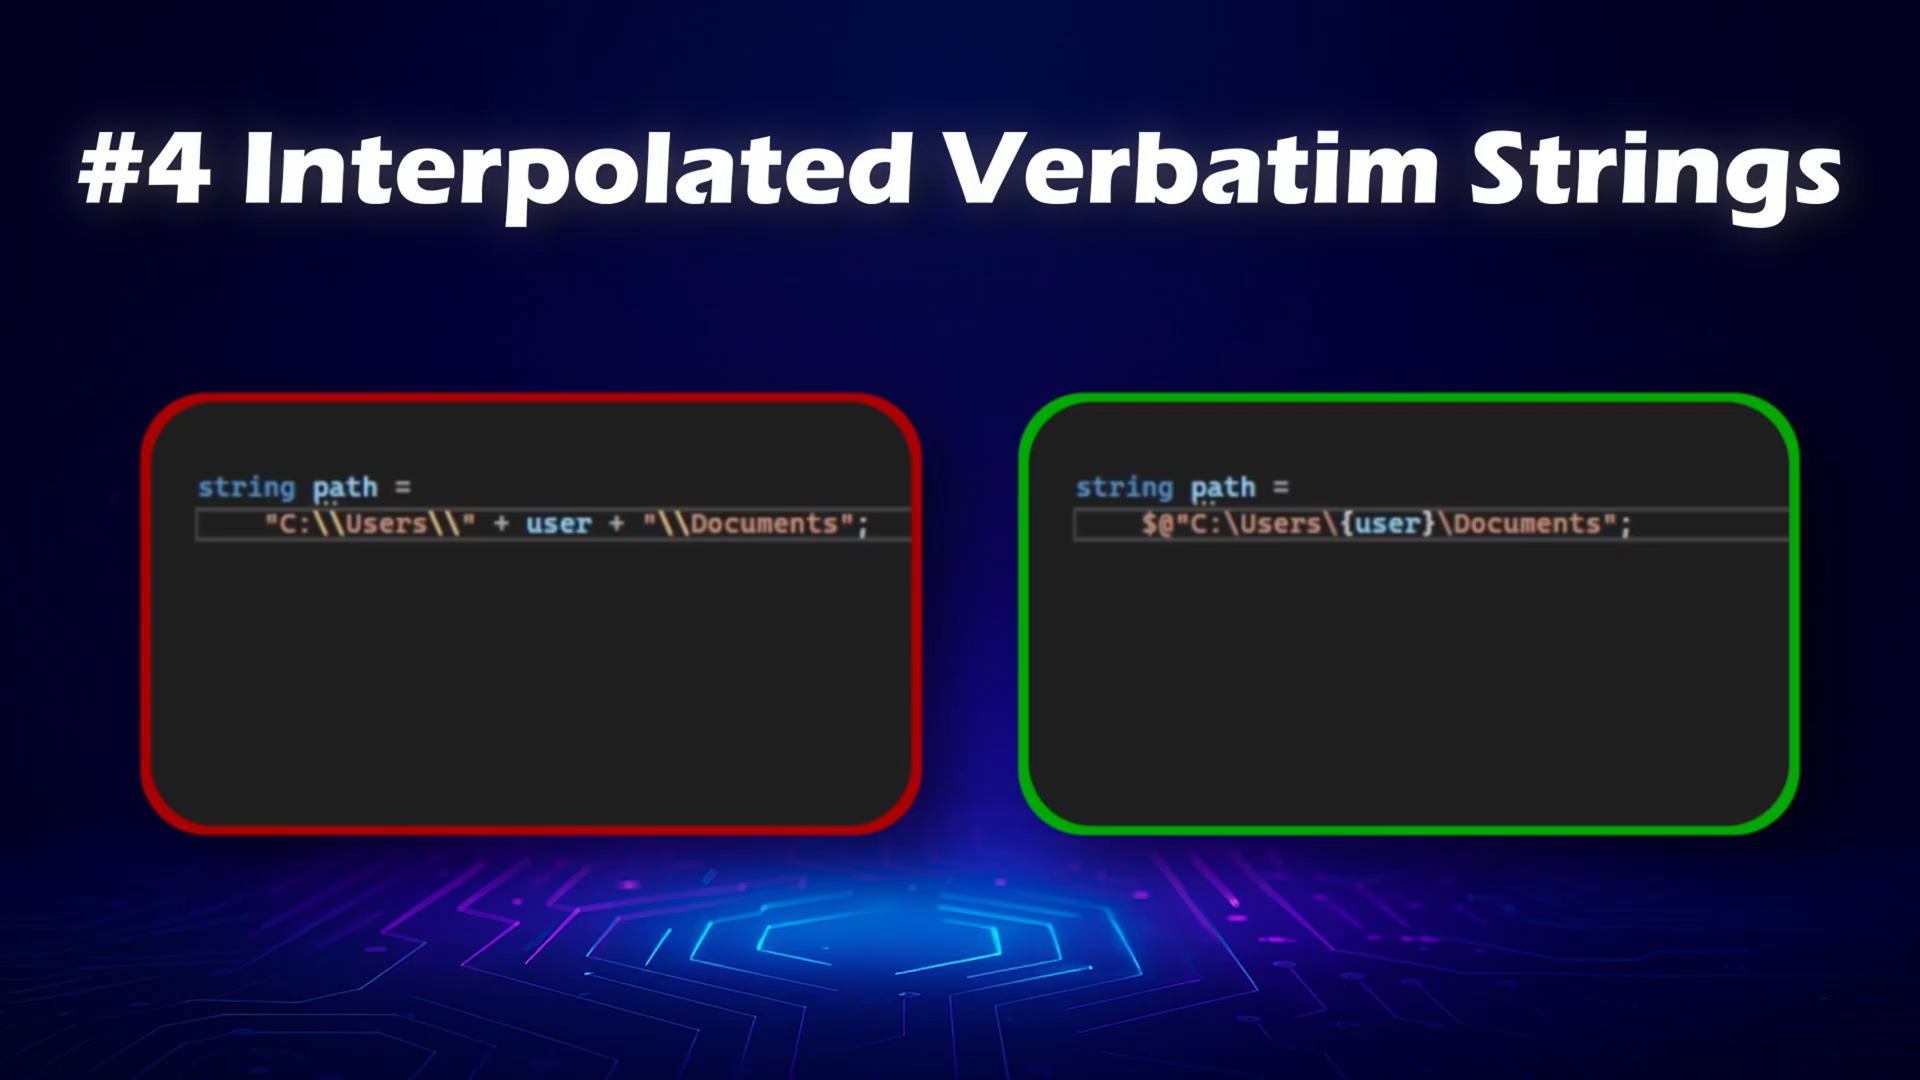 #4 Interpolated Verbatim Strings
string path =
"C:\\Users\\" + user + "\\Documents";
string path =
$@"C:\Users\{user}\Documents";